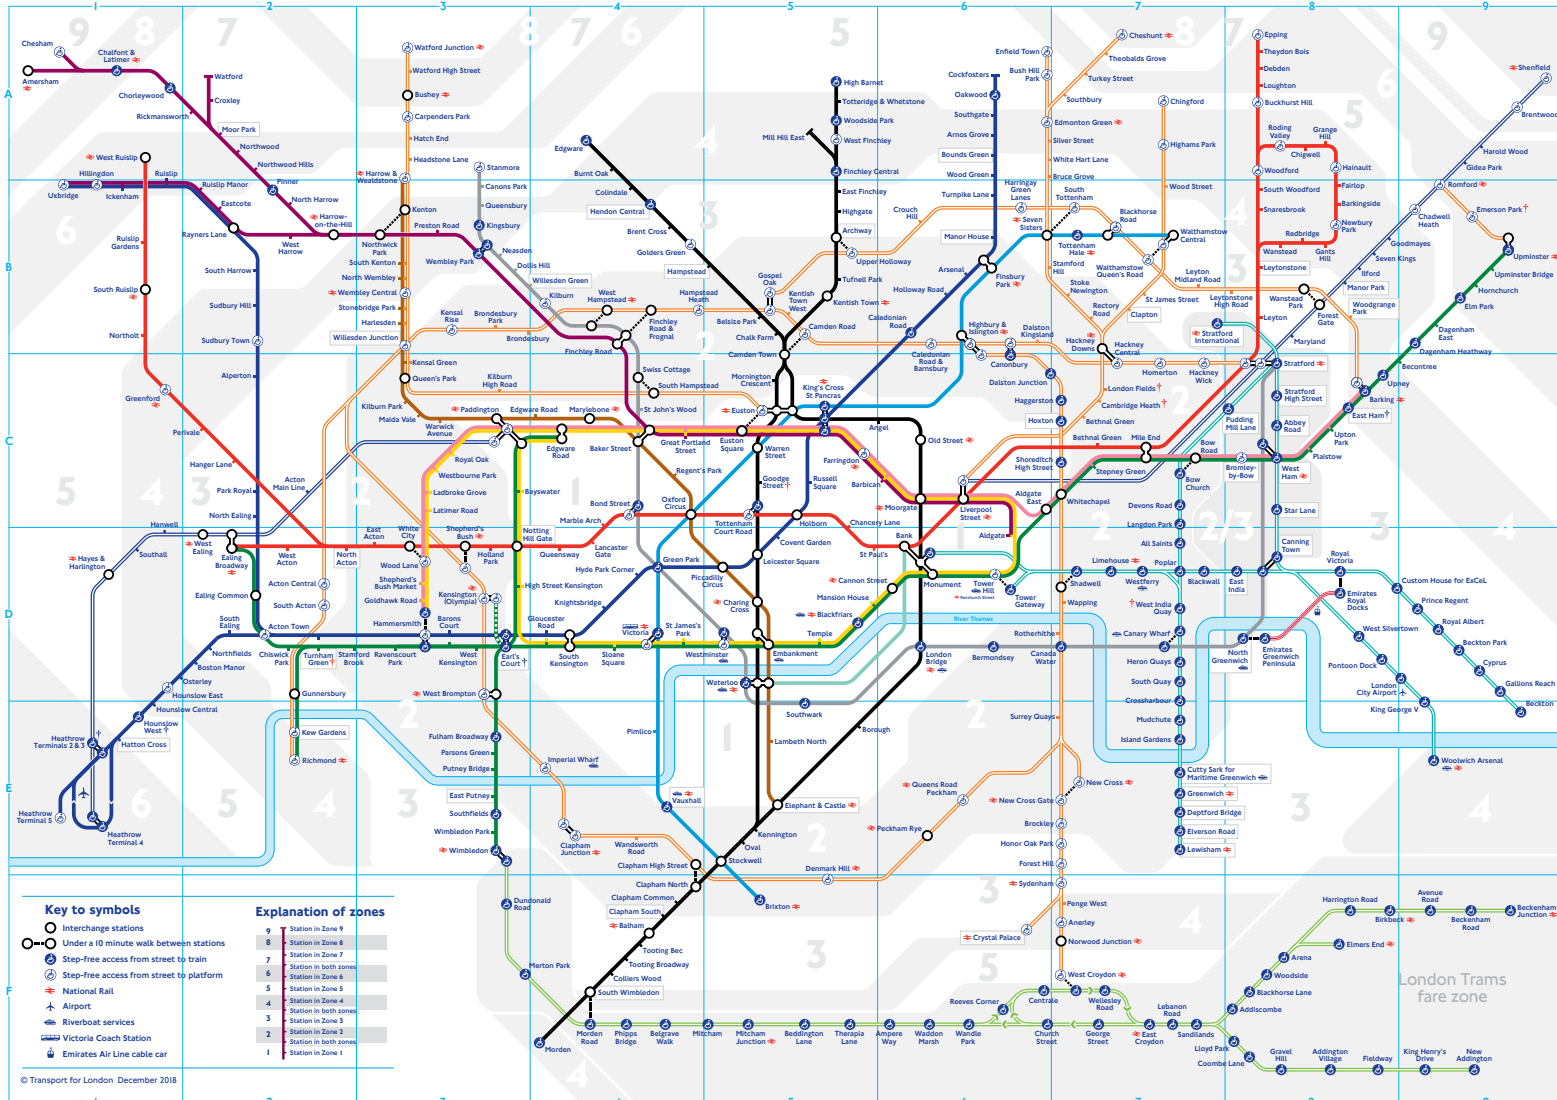 1
2
3
4
5
6
7
8
9
Chesham
Chalfont &
Latimer
Amersham
Chorleywood
Rickmansworth
Watford
Croxley
Moor Park
Northwood
Northwood Hills
Pinner
North Harrow
Harrow-
on-the-Hill
West Ruislip
Hillingdon
Uxbridge
Ickenham
Ruislip
Ruislip Manor
Eastcote
Rayners Lane
West
Harrow
Ruislip
Gardens
South Ruislip
Northolt
Greenford
Perivale
Hanger Lane
South Harrow
Sudbury Hill
Sudbury Town
Alperton
Park Royal
North Ealing
Watford Junction
Watford High Street
Bushey
Carpenders Park
Hatch End
Headstone Lane
Harrow &
Wealdstone
Kenton
Northwick
Park
Preston Road
South Kenton
North Wembley
Wembley Central
Stonebridge Park
Harlesden
Willesden Junction
Kensal Green
Queen's Park
Kilburn Park
Maida Vale
Warwick
Avenue
Stanmore
Canons Park
Queensbury
Kingsbury
Wembley Park
Neasden
Dollis Hill
Willesden Green
Kilburn
West
Hampstead
Finchley Road
Finchley
Road &
Frognal
Kensal
Rise
Brondesbury
Park
Brondesbury
Hampstead
Heath
Gospel
Oak
Swiss Cottage
South Hampstead
St John's Wood
Kilburn
High Road
Edgware
Burnt Oak
Colindale
Hendon Central
Brent Cross
Golders Green
Hampstead
Belsize Park
Chalk Farm
Camden Town
Mornington
Crescent
Euston
High Barnet
Totteridge & Whetstone
Woodside Park
West Finchley
Mill Hill East
Finchley Central
East Finchley
Highgate
Archway
Upper Holloway
Tufnell Park
Kentish Town
Kentish
Town
West
Camden Road
Crouch
Hill
Cockfosters
Oakwood
Southgate
Arnos Grove
Bounds Green
Wood Green
Turnpike Lane
Harringay
Green
Lanes
Manor House
Arsenal
Finsbury
Park
Holloway Road
Caledonian
Road
Highbury &
Islington
Caledonian
Road &
Barnsbury
Canonbury
Dalston
Kingsland
Dalston Junction
Haggerston
Hoxton
Shoreditch
High Street
Enfield Town
Bush Hill
Park
Edmonton Green
Silver Street
White Hart Lane
Bruce Grove
South
Tottenham
Seven
Sisters
Tottenham
Hale
Stamford
Hill
Stoke
Newington
Rectory
Road
Hackney
Downs
Hackney
Central
London Fields
Cambridge Heath
Bethnal Green
Cheshunt
Theobalds Grove
Turkey Street
Southbury
Chingford
Highams Park
Wood Street
Blackhorse
Road
Walthamstow
Central
Walthamstow
Queen's Road
St James Street
Clapton
Homerton
Hackney
Wick
Leyton
Midland Road
Leytonstone
High Road
Wanstead
Park
Woodgrange
Park
Epping
Theydon Bois
Debden
Loughton
Buckhurst Hill
Roding
Valley
Chigwell
Grange
Hill
Hainault
Fairlop
Barkingside
Newbury
Park
Redbridge
Gants
Hill
Wanstead
Woodford
South Woodford
Snaresbrook
Leytonstone
Leyton
Stratford
International
Stratford
Stratford
High Street
Abbey
Road
West
Ham
Star Lane
Canning
Town
Pudding
Mill Lane
Bow
Road
Bow
Church
Bromley-
by-Bow
Mile End
Bethnal Green
Stepney Green
Shenfield
Brentwood
Harold Wood
Gidea Park
Romford
Emerson Park
Chadwell
Heath
Goodmayes
Seven Kings
Ilford
Manor Park
Forest
Gate
Maryland
Upminster
Upminster Bridge
Hornchurch
Elm Park
Dagenham
East
Dagenham Heathway
Becontree
Upney
Barking
East Ham
Upton
Park
Plaistow
Paddington
Edgware Road
Marylebone
Baker Street
Edgware
Road
Great Portland
Street
Euston
Square
Warren
Street
King's Cross
St Pancras
Angel
Old Street
Farringdon
Barbican
Moorgate
Liverpool
Street
Aldgate
East
Aldgate
Whitechapel
Royal Oak
Westbourne Park
Ladbroke Grove
Latimer Road
Bayswater
Regent's Park
Goodge
Street
Russell
Square
Bond Street
Oxford
Circus
Tottenham
Court Road
Holborn
Chancery Lane
St Paul's
Bank
Monument
Marble Arch
Lancaster
Gate
Queensway
Notting
Hill Gate
Holland
Park
Shepherd's
Bush
White
City
East
Acton
North
Acton
West
Acton
Ealing
Broadway
West
Ealing
Hanwell
Southall
Hayes &
Harlington
Acton
Main Line
Wood Lane
Shepherd's
Bush Market
Goldhawk Road
Hammersmith
Kensington
(Olympia)
High Street Kensington
Acton Central
South Acton
Ealing Common
Acton Town
South
Ealing
Northfields
Boston Manor
Osterley
Hounslow East
Hounslow Central
Hounslow
West
Hatton Cross
Heathrow
Terminals 2 & 3
Heathrow
Terminal 5
Heathrow
Terminal 4
Chiswick
Park
Turnham
Green
Stamford
Brook
Ravenscourt
Park
Barons
Court
West
Kensington
Earl's
Court
Gloucester
Road
South
Kensington
Sloane
Square
Victoria
St James's
Park
Westminster
Embankment
Temple
Blackfriars
Mansion House
Cannon Street
Tower
Hill
Fenchurch Street
Tower
Gateway
Hyde Park Corner
Knightsbridge
Green Park
Piccadilly
Circus
Leicester Square
Covent Garden
Charing
Cross
Waterloo
Southwark
London
Bridge
Bermondsey
Canada
Water
Rotherhithe
Wapping
Shadwell
Limehouse
Westferry
Poplar
Blackwall
East
India
Devons Road
Langdon Park
All Saints
West India
Quay
Canary Wharf
Heron Quays
South Quay
Crossharbour
Mudchute
Island Gardens
Cutty Sark for
Maritime Greenwich
Greenwich
Deptford Bridge
Elverson Road
Lewisham
North
Greenwich
Emirates
Greenwich
Peninsula
Emirates
Royal
Docks
Royal
Victoria
Custom House for ExCeL
Prince Regent
Royal Albert
Beckton Park
Cyprus
Gallions Reach
Beckton
West Silvertown
Pontoon Dock
London
City Airport
King George V
Woolwich Arsenal
River Thames
Gunnersbury
Kew Gardens
Richmond
West Brompton
Fulham Broadway
Parsons Green
Putney Bridge
East Putney
Southfields
Wimbledon Park
Wimbledon
Imperial Wharf
Clapham
Junction
Wandsworth
Road
Clapham High Street
Clapham North
Clapham Common
Clapham South
Balham
Tooting Bec
Tooting Broadway
Colliers Wood
South Wimbledon
Morden
Pimlico
Vauxhall
Stockwell
Brixton
Oval
Kennington
Elephant & Castle
Lambeth North
Borough
Denmark Hill
Peckham Rye
Queens Road
Peckham
Surrey Quays
New Cross
New Cross Gate
Brockley
Honor Oak Park
Forest Hill
Sydenham
Penge West
Anerley
Crystal Palace
Norwood Junction
West Croydon
Dundonald
Road
Merton Park
Morden
Road
Phipps
Bridge
Belgrave
Walk
Mitcham
Mitcham
Junction
Beddington
Lane
Therapia
Lane
Ampere
Way
Waddon
Marsh
Wandle
Park
Reeves Corner
Centrale
Wellesley
Road
Church
Street
George
Street
East
Croydon
Lebanon
Road
Sandilands
Lloyd Park
Coombe Lane
Gravel
Hill
Addington
Village
Fieldway
King Henry's
Drive
New
Addington
Addiscombe
Blackhorse Lane
Woodside
Arena
Elmers End
Harrington Road
Birkbeck
Avenue
Road
Beckenham
Road
Beckenham
Junction
London Trams
fare zone
2/3
A
B
C
D
E
F
Key to symbols
Interchange stations
Under a 10 minute walk between stations
Step-free access from street to train
Step-free access from street to platform
National Rail
Airport
Riverboat services
Victoria Coach Station
Emirates Air Line cable car
Explanation of zones
9 Station in Zone 9
8 Station in Zone 8
7 Station in Zone 7
Station in both zones
6 Station in Zone 6
5 Station in Zone 5
4 Station in Zone 4
Station in both zones
3 Station in Zone 3
2 Station in Zone 2
Station in both zones
1 Station in Zone 1
© Transport for London December 2018